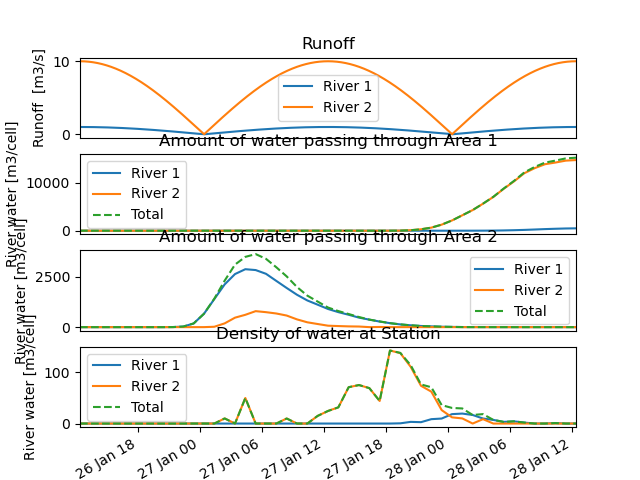 Runoff
Runoff  [m3/s]
10
0
River 1
River 2
Amount of water passing through Area 1
River water [m3/cell]
10000
0
River 1
River 2
Total
Amount of water passing through Area 2
River water [m3/cell]
2500
0
River 1
River 2
Total
Density of water at Station
River water [m3/cell]
100
0
River 1
River 2
Total
26 Jan 18
27 Jan 00
27 Jan 06
27 Jan 12
27 Jan 18
28 Jan 00
28 Jan 06
28 Jan 12